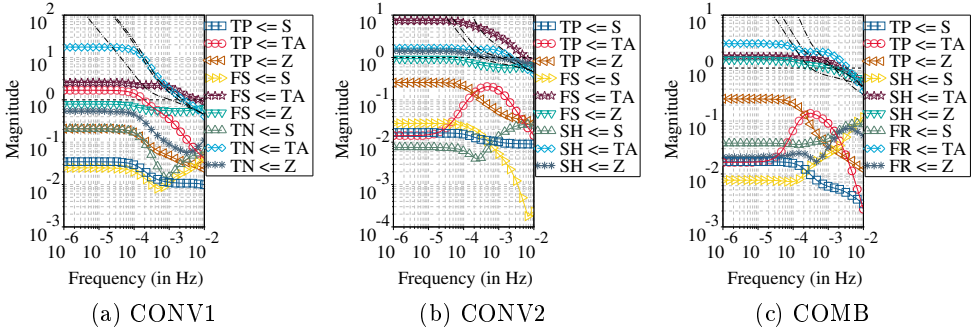 10 2
10 1
10 0
10 -1
10 -2
10 -3
Magnitude
10 -6
10 -5
10 -4
10 -3
10 -2
Frequency (in Hz)
TP <= S
TP <= TA
TP <= Z
FS <= S
FS <= TA
FS <= Z
TN <= S
TN <= TA
TN <= Z
(a) CONV1
10 1
10 0
10 -1
10 -2
10 -3
10 -4
Magnitude
10 -6
10 -5
10 -4
10 -3
10 -2
Frequency (in Hz)
TP <= S
TP <= TA
TP <= Z
FS <= S
FS <= TA
FS <= Z
SH <= S
SH <= TA
SH <= Z
(b) CONV2
10 1
10 0
10 -1
10 -2
10 -3
Magnitude
10 -6
10 -5
10 -4
10 -3
10 -2
Frequency (in Hz)
TP <= S
TP <= TA
TP <= Z
SH <= S
SH <= TA
SH <= Z
FR <= S
FR <= TA
FR <= Z
(c) COMB